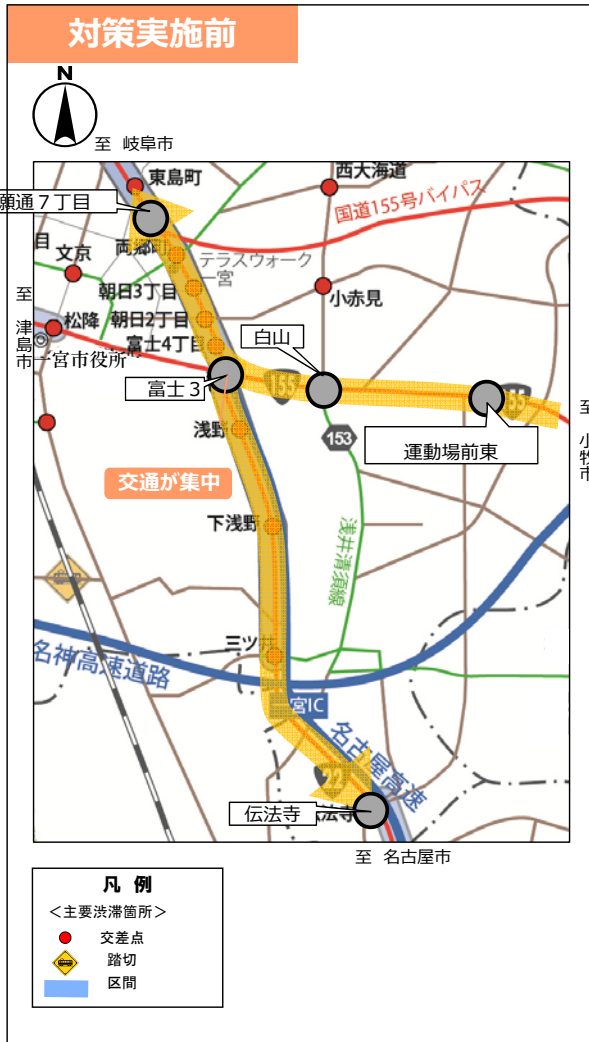 対策実施前
N
至 岐阜市
東島町
西大海道
願通７丁目
国道155号バイパス
目
文京
両郷町
テラスウォーク
一宮
朝日3丁目
小赤見
至 津島市
松降
朝日2丁目
白山
一宮市役所
富士4丁目
富士３
155
155
至 小牧市
浅野
153
運動場前東
交通が集中
下浅野
浅井清須線
三ツ井
名神高速道路
一宮IC
名古屋高速
22
伝法寺
伝法寺
至 名古屋市
凡 例
＜主要渋滞箇所＞
交差点
踏切
区間